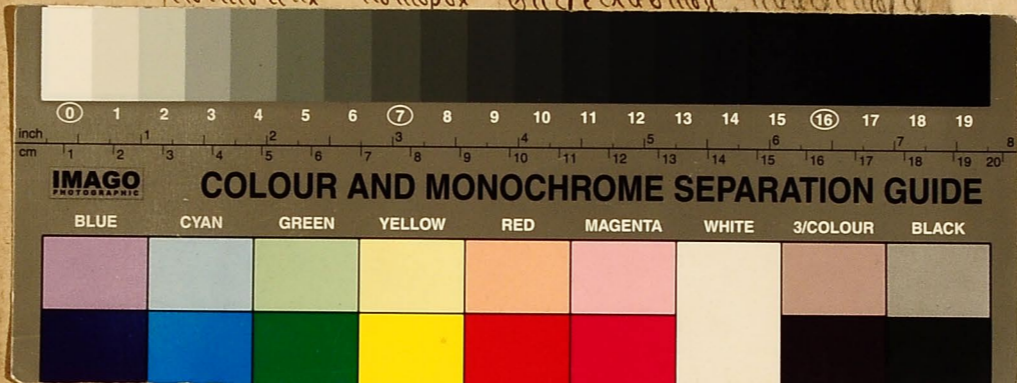 0 1 2 3 4 5 6 7 8 9 10 11 12 13 14 15 16 17 18 19
inch 1 2 3 4 5 6 7 8
cm 1 2 3 4 5 6 7 8 9 10 11 12 13 14 15 16 17 18 19 20
IMAGO
PHOTOGRAPHIC
COLOUR AND MONOCHROME SEPARATION GUIDE
BLUE CYAN GREEN YELLOW RED MAGENTA WHITE 3/COLOUR BLACK